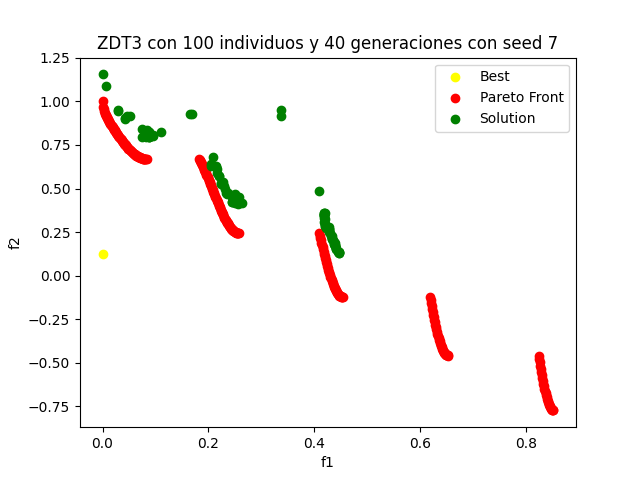 ZDT3 con 100 individuos y 40 generaciones con seed 7
Best
Pareto Front
Solution
1.25
1.00
0.75
0.50
0.25
0.00
−0.25
−0.50
−0.75
f2
0.0
0.2
0.4
0.6
0.8
f1